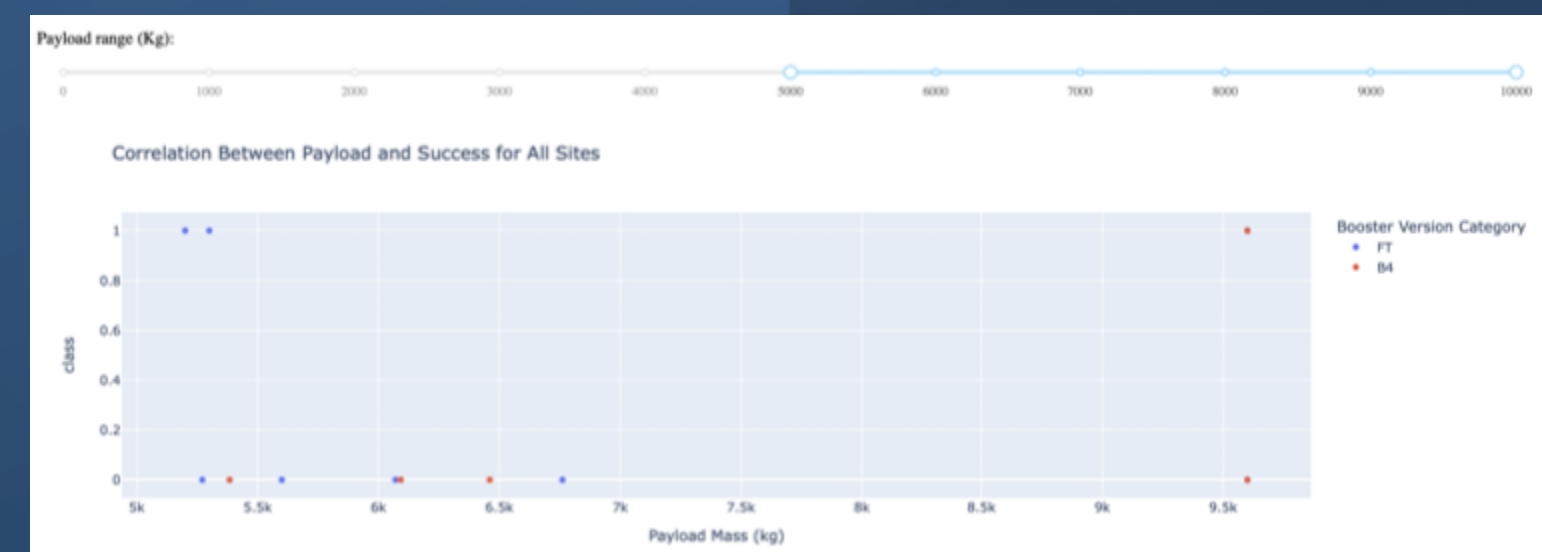 Payload range (Kg):
0 1000 2000 3000 4000 5000 6000 7000 8000 9000 10000
Correlation Between Payload and Success for All Sites
Booster Version Category
FT
B4
1
0.8
0.6
0.4
0.2
0
class
5k 5.5k 6k 6.5k 7k 7.5k 8k 8.5k 9k 9.5k
Payload Mass (kg)